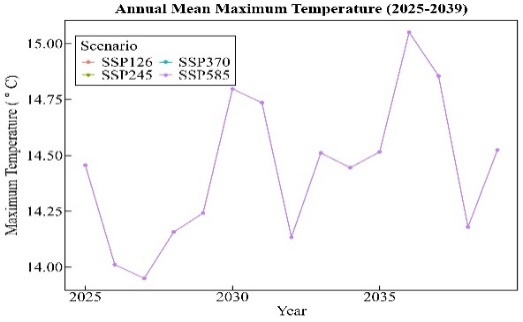 Annual Mean Maximum Temperature (2025-2039)
Maximum Temperature ( °C)
15.00
14.75
14.50
14.25
14.00
Scenario
SSP126 SSP370
SSP245 SSP585
2025 2030 2035
Year